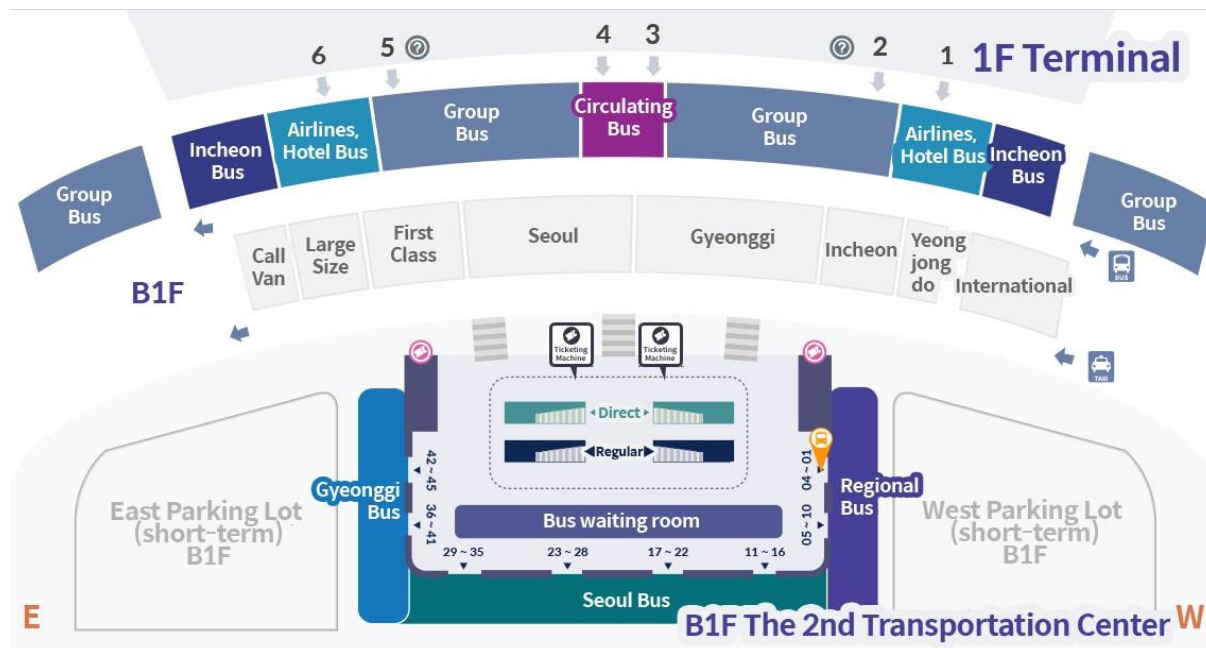 1F Terminal
6
5
4
3
2
1
Group
Bus
Incheon
Bus
Airlines,
Hotel Bus
Group
Bus
Circulating
Bus
Group
Bus
Airlines,
Hotel Bus
Incheon
Bus
Group
Bus
BUS
Call
Van
Large
Size
First
Class
Seoul
Gyeonggi
Incheon
Yeong
jong
do
International
B1F
TAXI
Ticketing
Machine
Ticketing
Machine
Direct
Regular
42 ~ 45
36 ~ 41
01 ~ 04
05 ~ 10
Gyeonggi
Bus
Regional
Bus
Bus waiting room
29 ~ 35
23 ~ 28
17 ~ 22
11 ~ 16
Seoul Bus
East Parking Lot
(short-term)
B1F
West Parking Lot
(short-term)
B1F
E
B1F The 2nd Transportation Center
W